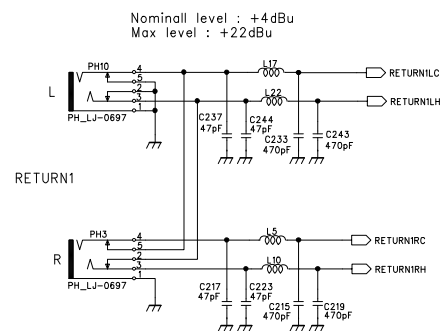 Nominall level : +4dBu
Max level : +22dBu
PH10
4
5
2
3
1
L
PH_LJ-0697
L17
RETURN1LC
L22
RETURN1LH
C237
47pF
C244
47pF
C233
470pF
C243
470pF
RETURN1
PH3
4
5
2
3
1
R
PH_LJ-0697
L5
RETURN1RC
L10
RETURN1RH
C217
47pF
C223
47pF
C215
470pF
C219
470pF